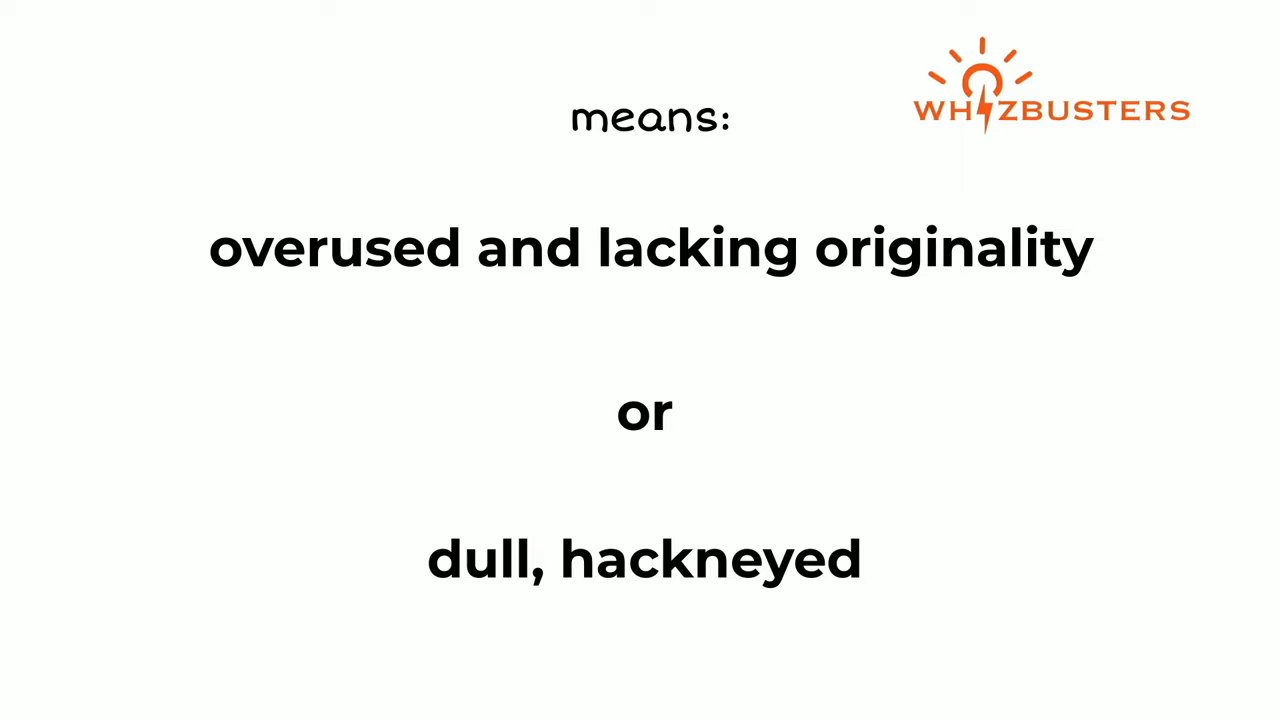 WHIZBUSTERS
means:
overused and lacking originality
or
dull, hackneyed